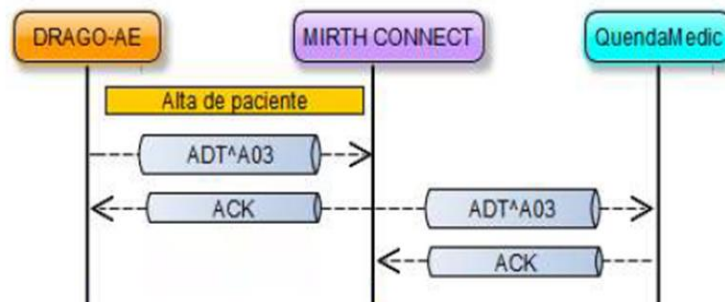 DRAGO-AE
MIRTH CONNECT
QuendaMedic
Alta de paciente
ADT^A03
ACK
ADT^A03
ACK